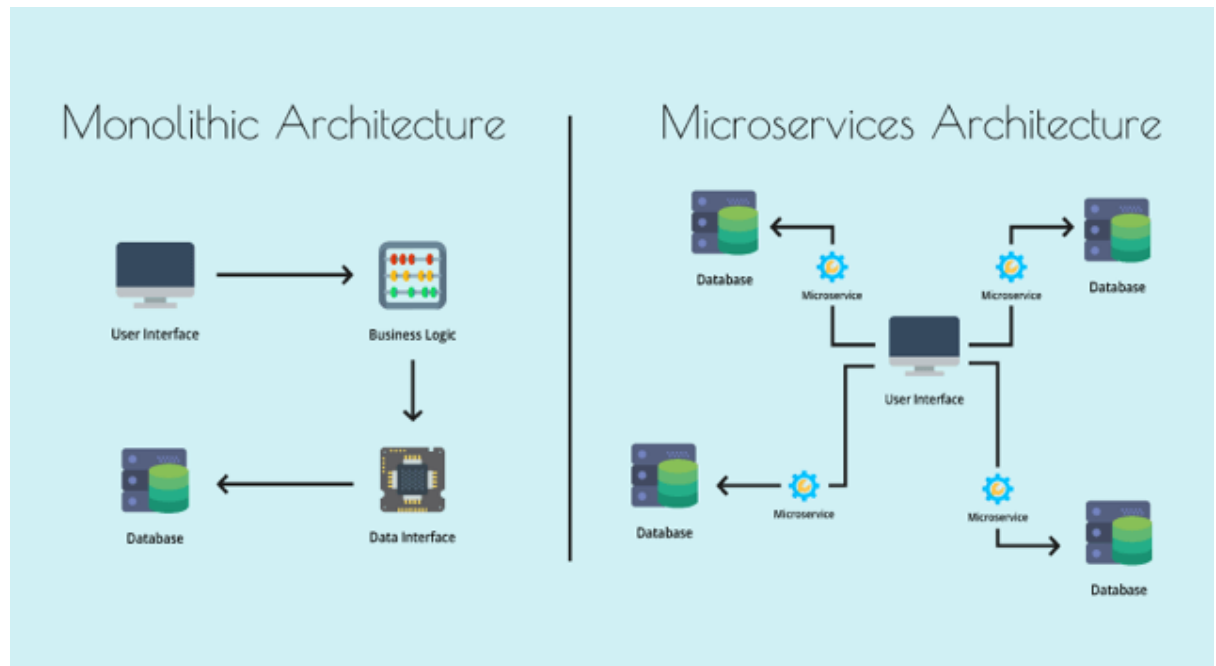 Monolithic Architecture
User Interface
Business Logic
Database
Data Interface
Microservices Architecture
Database
Microservice
Microservice
Database
User Interface
Database
Microservice
Microservice
Database